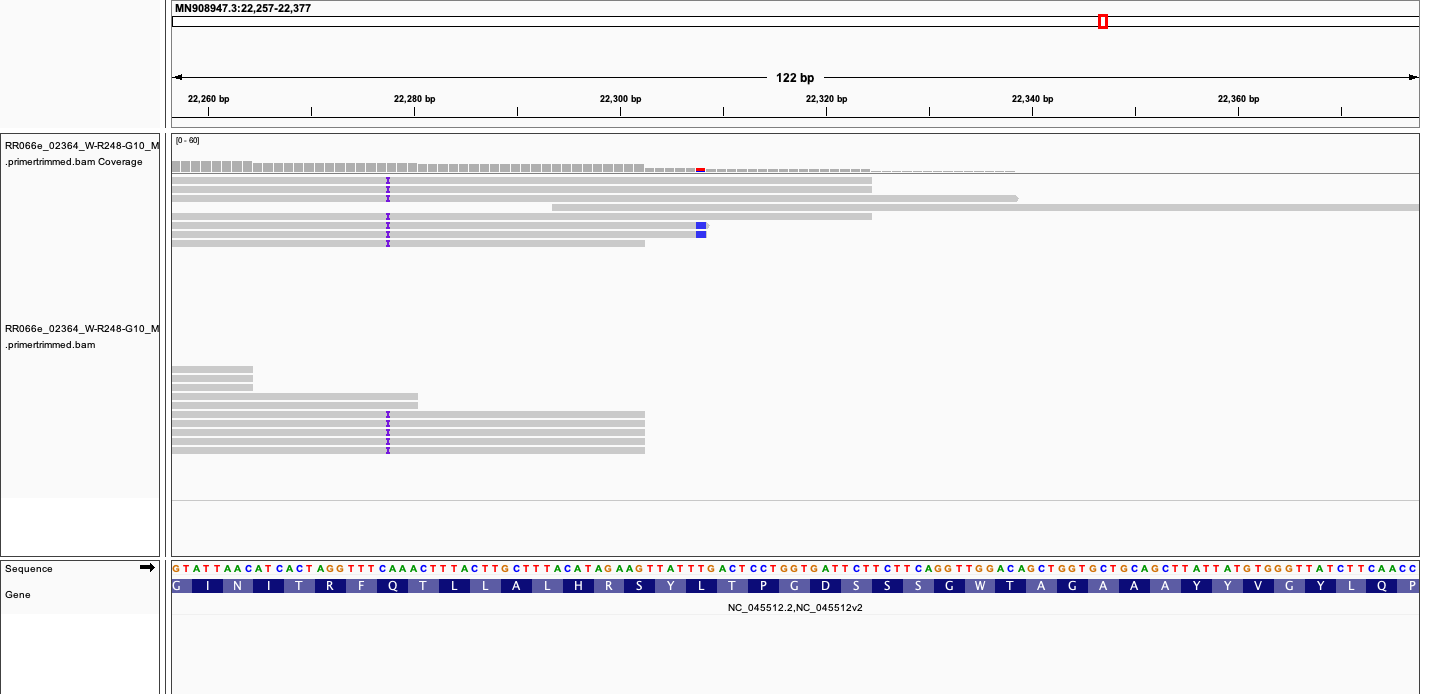 MN908947.3:22,257-22,377
122 bp
22,260 bp 22,280 bp 22,300 bp 22,320 bp 22,340 bp 22,360 bp
RR066e_02364_W-R248-G10_M
.primertrimmed.bam Coverage
[0 - 60]
RR066e_02364_W-R248-G10_M
.primertrimmed.bam
Sequence
GTATTAACATCACTAGGTTTCAAACTTTACTTGCTTTACATAGAAGTTATTTGACTCCTGGTGATTCTTCTTCAGGTTGGACAGCTGGTGCTGCAGCTTATTATGTGGGTTATCTTCAACC
Gene
G I N I T R F Q T L L A L H R S Y L T P G D S S S G W T A G A A A Y Y V G Y L Q P
NC_045512.2,NC_045512v2